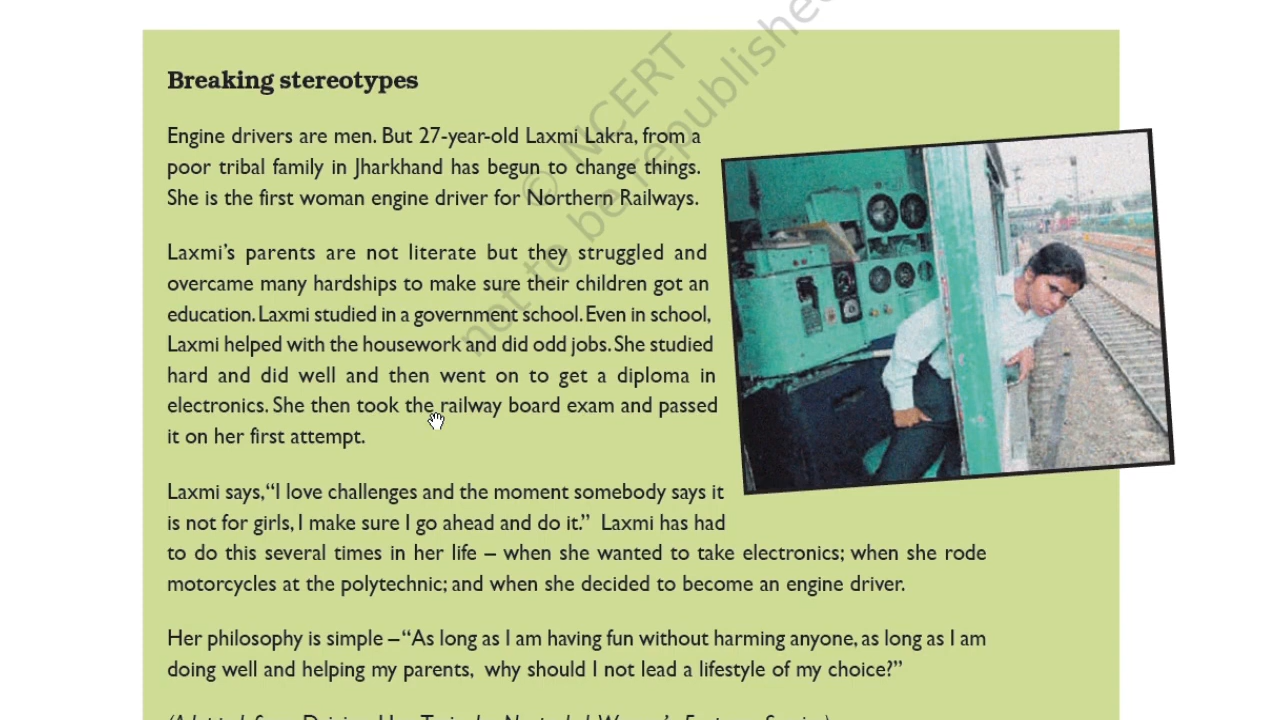 © NCERT
not to be republished
Breaking stereotypes
Engine drivers are men. But 27-year-old Laxmi Lakra, from a
poor tribal family in Jharkhand has begun to change things.
She is the first woman engine driver for Northern Railways.
Laxmi’s parents are not literate but they struggled and
overcame many hardships to make sure their children got an
education. Laxmi studied in a government school. Even in school,
Laxmi helped with the housework and did odd jobs. She studied
hard and did well and then went on to get a diploma in
electronics. She then took the railway board exam and passed
it on her first attempt.
Laxmi says, “I love challenges and the moment somebody says it
is not for girls, I make sure I go ahead and do it.” Laxmi has had
to do this several times in her life – when she wanted to take electronics; when she rode
motorcycles at the polytechnic; and when she decided to become an engine driver.
Her philosophy is simple – “As long as I am having fun without harming anyone, as long as I am
doing well and helping my parents, why should I not lead a lifestyle of my choice?”